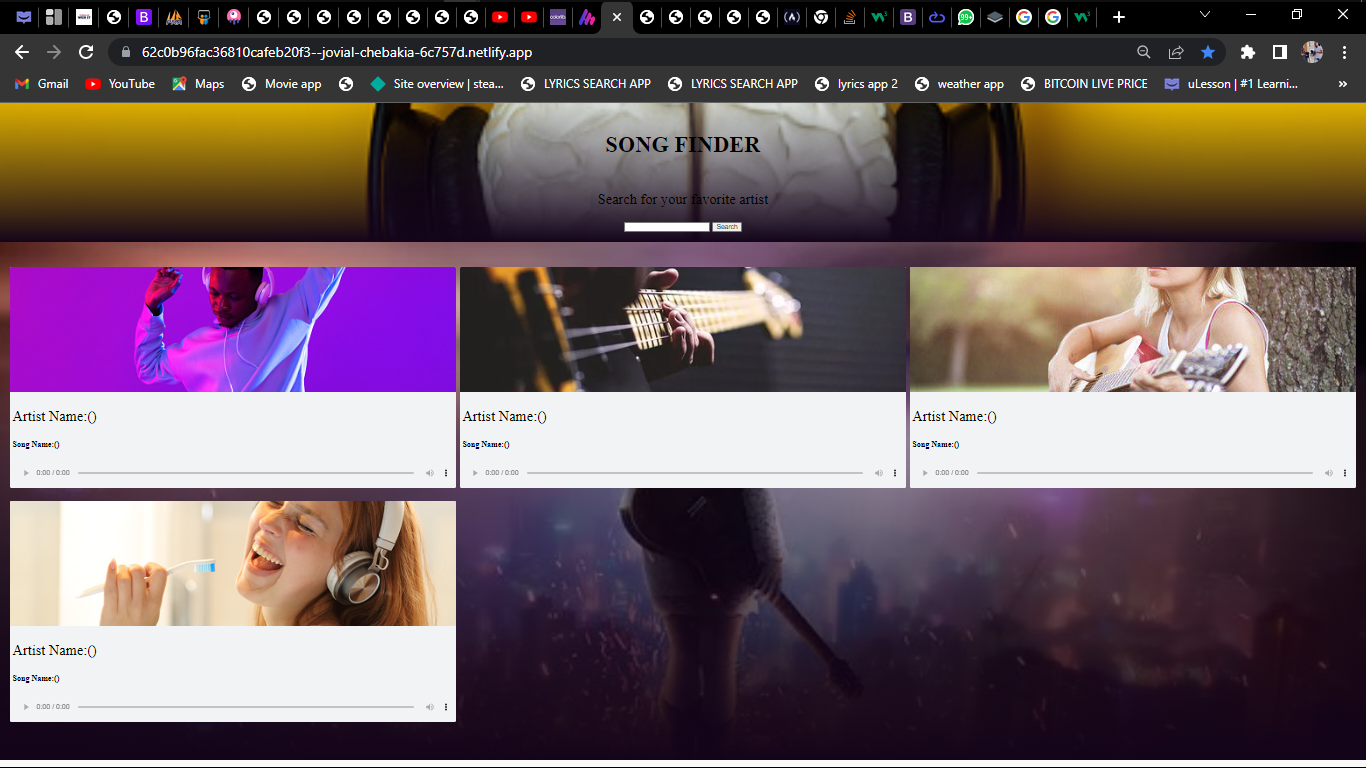 62c0b96fac36810cafeb20f3--jovial-chebakia-6c757d.netlify.app
Gmail YouTube Maps Movie app Site overview | stea... LYRICS SEARCH APP LYRICS SEARCH APP lyrics app 2 weather app BITCOIN LIVE PRICE uLesson | #1 Learni... »
SONG FINDER
Search for your favorite artist
Search
Artist Name:() Artist Name:() Artist Name:()
Song Name:() Song Name:() Song Name:()
0:00 / 0:00 0:00 / 0:00 0:00 / 0:00
Artist Name:()
Song Name:()
0:00 / 0:00